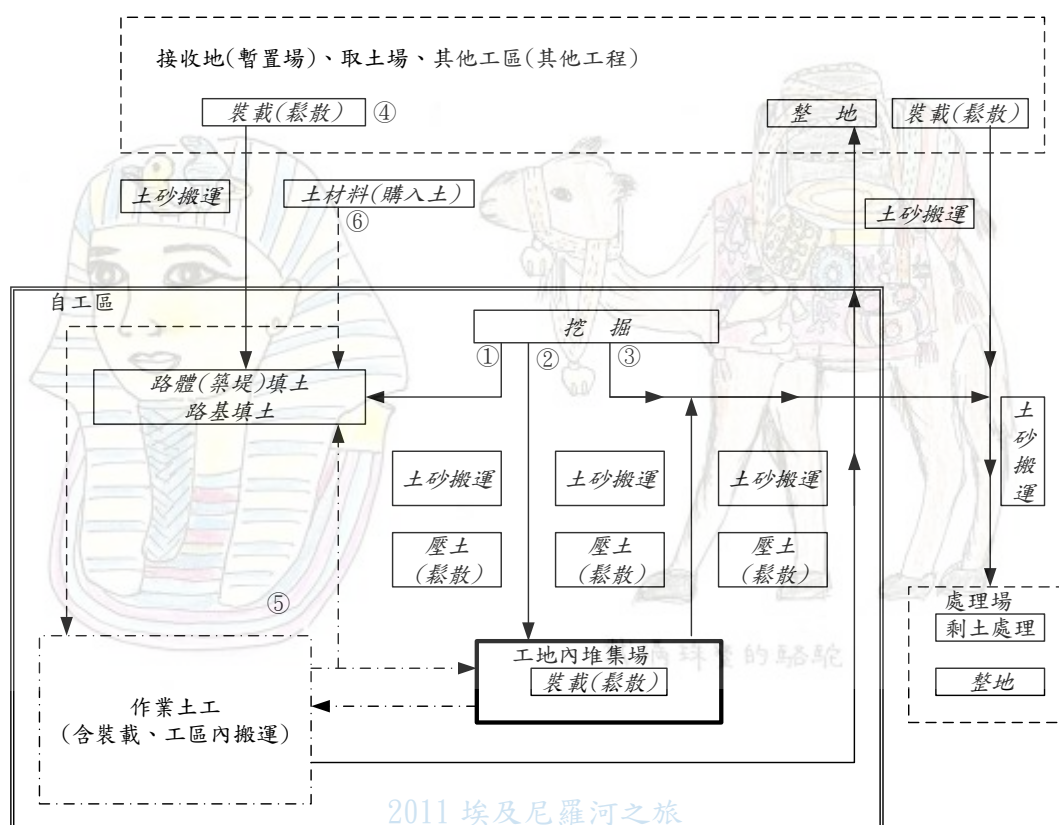 接收地(暫置場)、取土場、其他工區(其他工程)
裝載(鬆散)
④
整 地
裝載(鬆散)
土砂搬運
土材料(購入土)
⑥
土砂搬運
自工區
挖 掘
①
②
③
路體(築堤)填土
路基填土
土砂搬運
土砂搬運
土砂搬運
土砂搬運
壓土
(鬆散)
壓土
(鬆散)
壓土
(鬆散)
⑤
處理場
剩土處理
整地
工地內堆集場
裝載(鬆散)
的駱駝
作業土工
(含裝載、工區內搬運)
2011 埃及尼羅河之旅